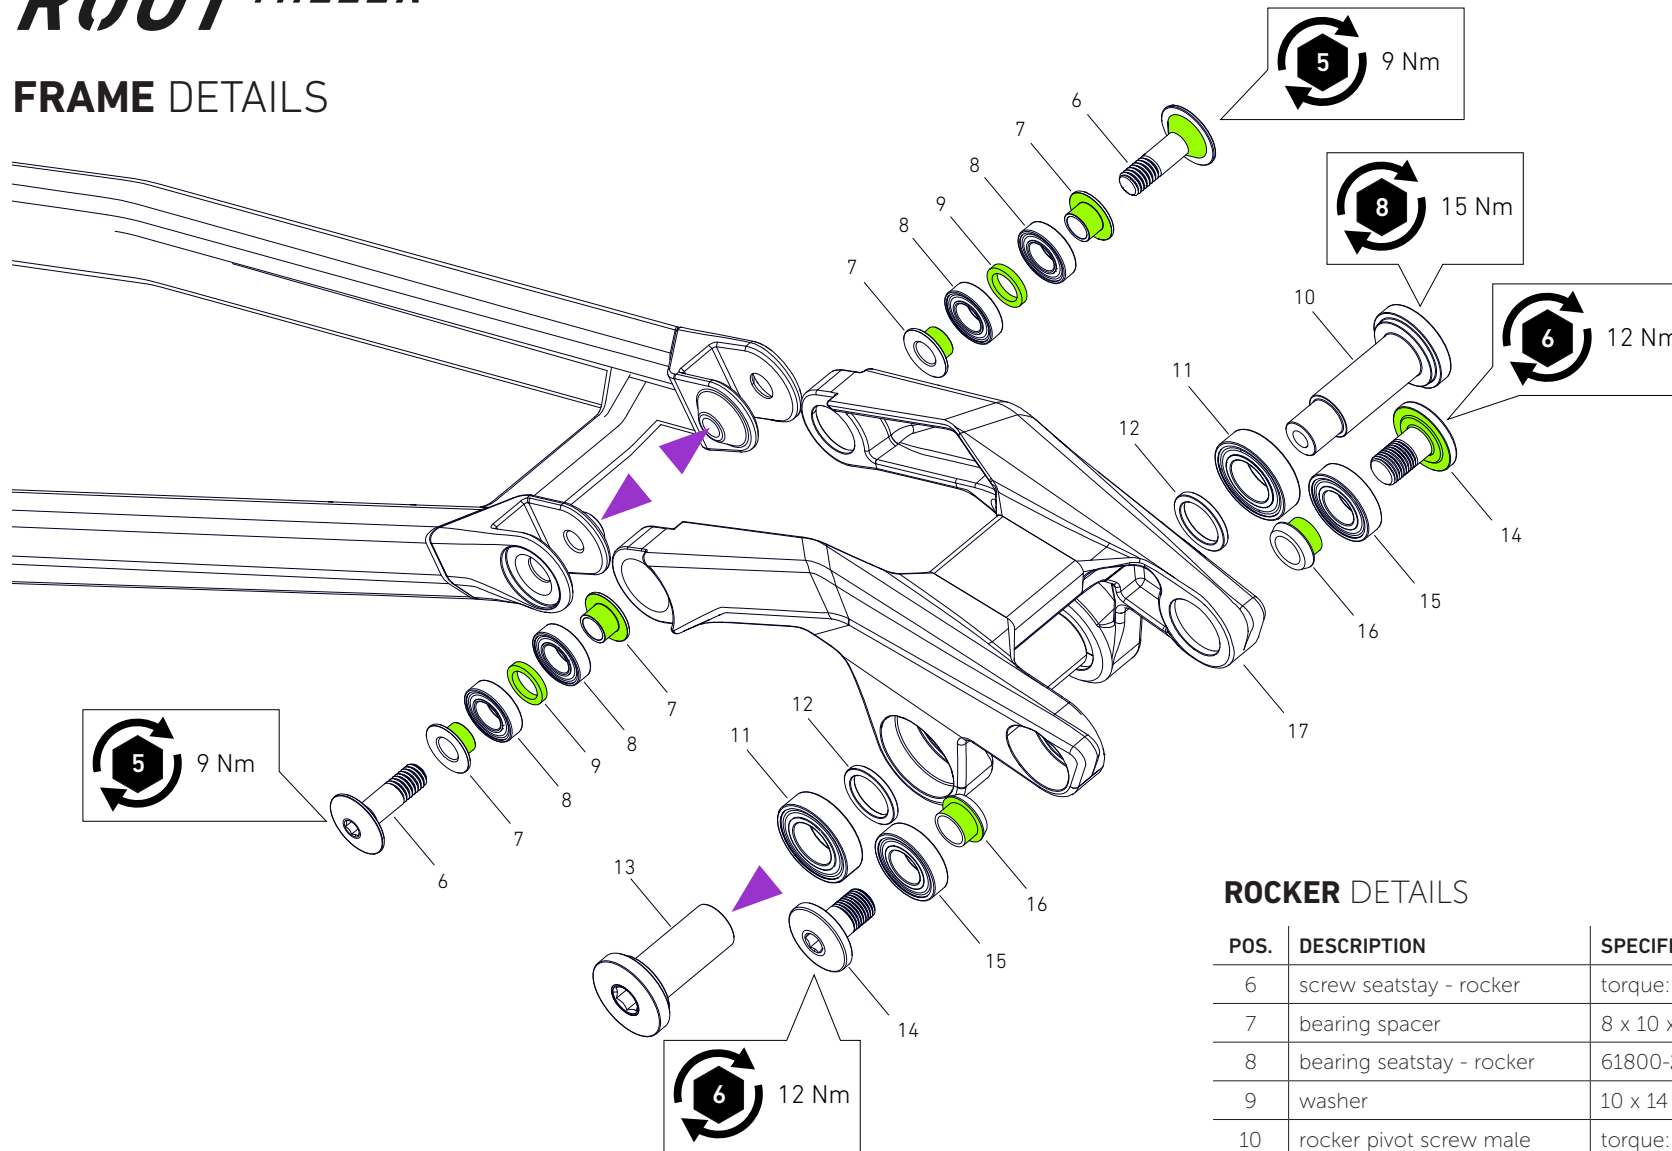 ROOT
FRAME DETAILS
5 9 Nm
6
7
8
9
8
7
8 15 Nm
10
6 12 Nm
11
12
14
15
16
17
7
8
9
8
7
6
5 9 Nm
12
11
16
15
13
14
6 12 Nm
ROCKER DETAILS
POS. DESCRIPTION
6 screw seatstay - rocker torque:
7 bearing spacer 8 x 10 x
8 bearing seatstay - rocker 61800-
9 washer 10 x 14
10 rocker pivot screw male torque: